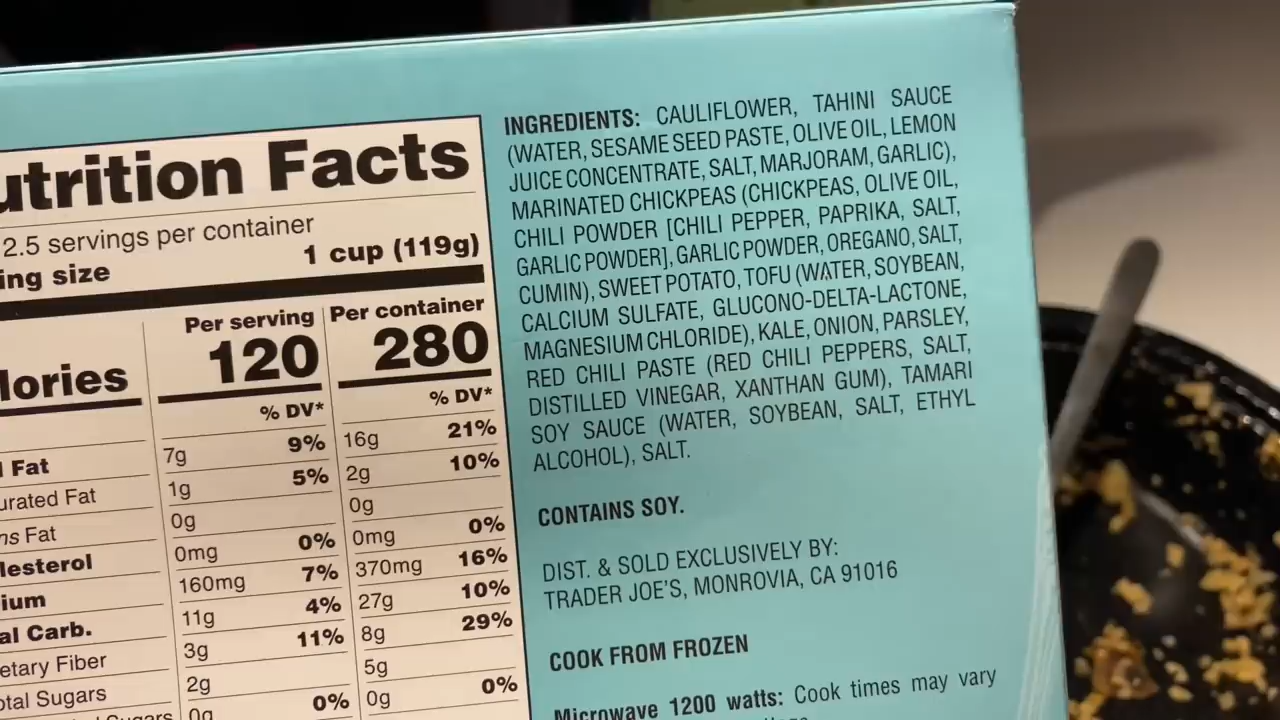 utrition Facts
2.5 servings per container
ing size 1 cup (119g)
Per serving Per container
lories 120 280
% DV* % DV*
l Fat 7g 9% 16g 21%
urated Fat 1g 5% 2g 10%
ns Fat 0g 0g
lesterol 0mg 0% 0mg 0%
ium 160mg 7% 370mg 16%
al Carb. 11g 4% 27g 10%
etary Fiber 3g 11% 8g 29%
otal Sugars 2g 5g
Sugars 0g 0% 0g 0%
INGREDIENTS: CAULIFLOWER, TAHINI SAUCE
(WATER, SESAME SEED PASTE, OLIVE OIL, LEMON
JUICE CONCENTRATE, SALT, MARJORAM, GARLIC),
MARINATED CHICKPEAS (CHICKPEAS, OLIVE OIL,
CHILI POWDER [CHILI PEPPER, PAPRIKA, SALT,
GARLIC POWDER], GARLIC POWDER, OREGANO, SALT,
CUMIN), SWEET POTATO, TOFU (WATER, SOYBEAN,
CALCIUM SULFATE, GLUCONO-DELTA-LACTONE,
MAGNESIUM CHLORIDE), KALE, ONION, PARSLEY,
RED CHILI PASTE (RED CHILI PEPPERS, SALT,
DISTILLED VINEGAR, XANTHAN GUM), TAMARI
SOY SAUCE (WATER, SOYBEAN, SALT, ETHYL
ALCOHOL), SALT.
CONTAINS SOY.
DIST. & SOLD EXCLUSIVELY BY:
TRADER JOE'S, MONROVIA, CA 91016
COOK FROM FROZEN
Microwave 1200 watts: Cook times may vary